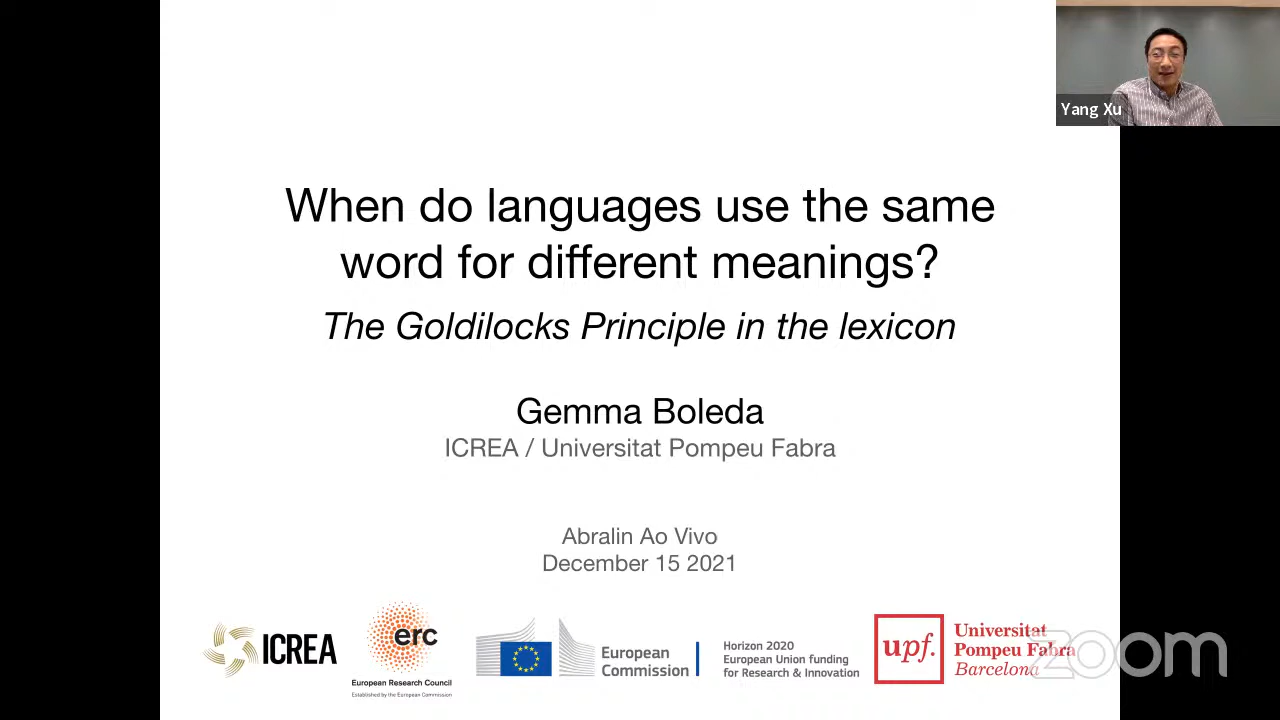 Yang Xu
When do languages use the same
word for different meanings?
The Goldilocks Principle in the lexicon
Gemma Boleda
ICREA / Universitat Pompeu Fabra
Abralin Ao Vivo
December 15 2021
ICREA
erc
European Research Council
Established by the European Commission
European
Commission
Horizon 2020
European Union funding
for Research & Innovation
upf.
Universitat
Pompeu Fabra
Barcelona
zoom